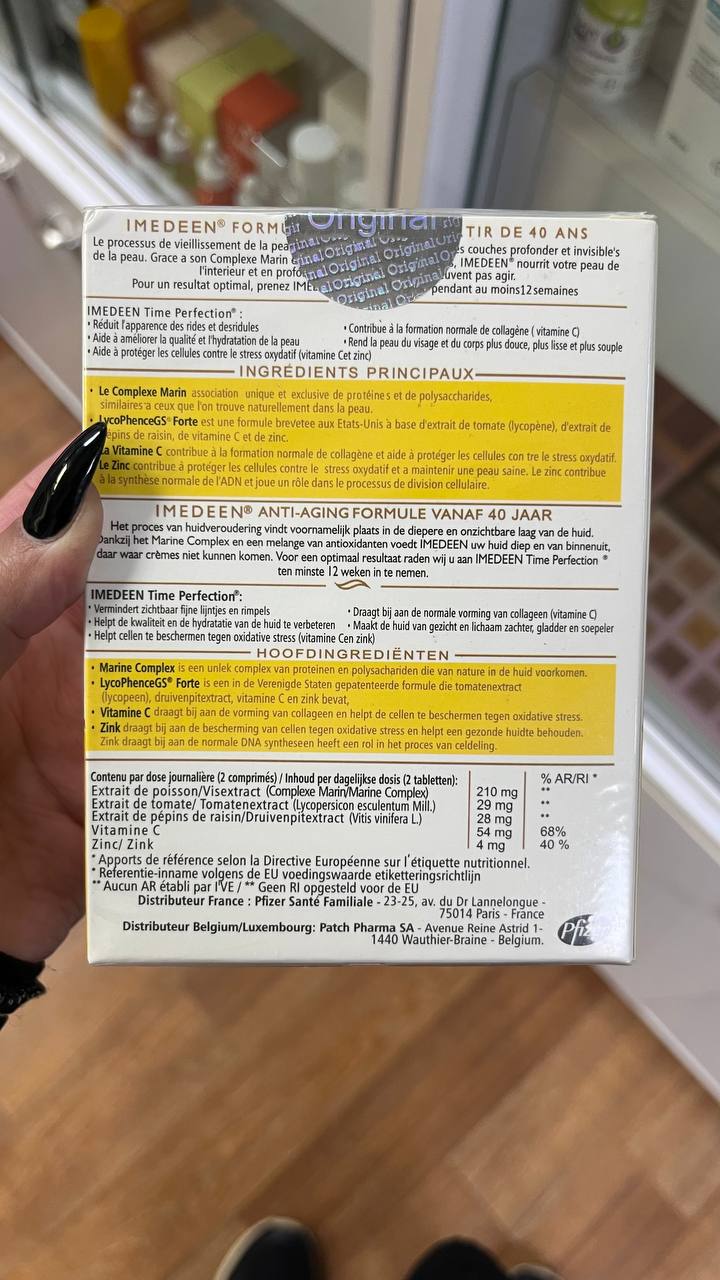 IMEDEEN® FORMU
TIR DE 40 ANS
Le processus de vieillissement de la pea
s couches profonder et invisible's
de la peau. Grace a son Complexe Marin
, IMEDEEN® nourrit votre peau de
l'interieur et en profo
uvent pas agir.
Pour un resultat optimal, prenez IME
pendant au moins12semaines
Original
IMEDEEN Time Perfection® :
• Réduit l'apparence des rides et desridules
• Contribue à la formation normale de collagéne ( vitamine C)
• Aide à améliorer la qualité et l'hydratation de la peau
• Rend la peau du visage et du corps plus douce, plus lisse et plus souple
• Aide à protéger les cellules contre le stress oxydatif (vitamine Cet zinc)
INGRÉDIENTS PRINCIPAUX
• Le Complexe Marin association unique et exclusive de protéines et de polysaccharides,
similaires a ceux que l'on trouve naturellement dans la peau.
• LycoPhenceGS® Forte est une formule brevetee aux Etats-Unis à base d'extrait de tomate (lycopène), d'extrait de
epins de raisin, de vitamine C et de zinc.
La Vitamine C contribue à la formation normale de collagène et aide à protéger les cellules con tre le stress oxydatif.
Le Zinc contribue à protéger les cellules contre le stress oxydatif et a maintenir une peau saine. Le zinc contribue
à la synthèse normale de l'ADN et joue un rôle dans le processus de division cellulaire.
IMEDEEN® ANTI-AGING FORMULE VANAF 40 JAAR
Het proces van huidveroudering vindt voornamelijk plaats in de diepere en onzichtbare laag van de huid.
Dankzij het Marine Complex en een melange van antioxidanten voedt IMEDEEN uw huid diep en van binnenuit,
daar waar crèmes niet kunnen komen. Voor een optimaal resultaat raden wij u aan IMEDEEN Time Perfection ®
ten minste 12 weken in te nemen.
IMEDEEN Time Perfection®:
• Vermindert zichtbaar fijne lijntjes en rimpels
• Draagt bij aan de normale vorming van collageen (vitamine C)
• Helpt de kwaliteit en de hydratatie van de huid te verbeteren
• Maakt de huid van gezicht en lichaam zachter, gladder en soepeler
• Helpt cellen te beschermen tegen oxidative stress (vitamine Cen zink)
HOOFDINGREDIËNTEN
• Marine Complex is een unlek complex van proteinen en polysachariden die van nature in de huid voorkomen.
• LycoPhenceGS® Forte is een in de Verenigde Staten gepatenteerde formule die tomatenextract
(lycopeen), druivenpitextract, vitamine C en zink bevat,
• Vitamine C draagt bij aan de vorming van collageen en helpt de cellen te beschermen tegen oxidative stress.
• Zink draagt bij aan de bescherming van cellen tegen oxidative stress en helpt een gezonde huidte behouden.
Zink draagt bij aan de normale DNA syntheseen heeft een rol in het proces van celdeling.
Contenu par dose journalière (2 comprimés) / Inhoud per dagelijkse dosis (2 tabletten): % AR/RI *
Extrait de poisson/Visextract (Complexe Marin/Marine Complex) 210 mg **
Extrait de tomate/ Tomatenextract (Lycopersicon esculentum Mill.) 29 mg **
Extrait de pépins de raisin/Druivenpitextract (Vitis vinifera L.) 28 mg **
Vitamine C 54 mg 68%
Zinc/ Zink 4 mg 40 %
* Apports de référence selon la Directive Européenne sur l'étiquette nutritionnel.
* Referentie-inname volgens de EU voedingswaarde etiketteringsrichtlijn
** Aucun AR établi par l'VE / ** Geen RI opgesteld voor de EU
Distributeur France : Pfizer Santé Familiale - 23-25, av. du Dr Lannelongue -
75014 Paris - France
Distributeur Belgium/Luxembourg: Patch Pharma SA - Avenue Reine Astrid 1-
1440 Wauthier-Braine - Belgium.
Pfiz